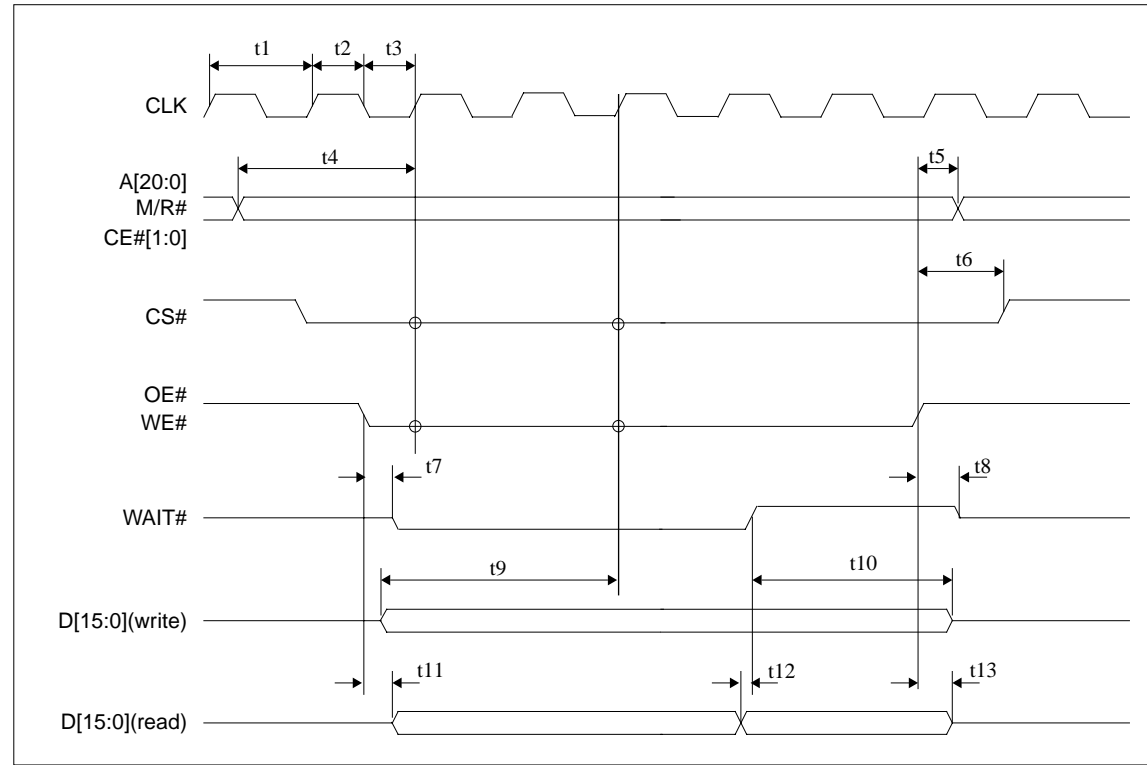 t1
t2
t3
CLK
t4
t5
A[20:0]
M/R#
CE#[1:0]
t6
CS#
OE#
WE#
t7
t8
WAIT#
t9
t10
D[15:0](write)
t11
t12
t13
D[15:0](read)